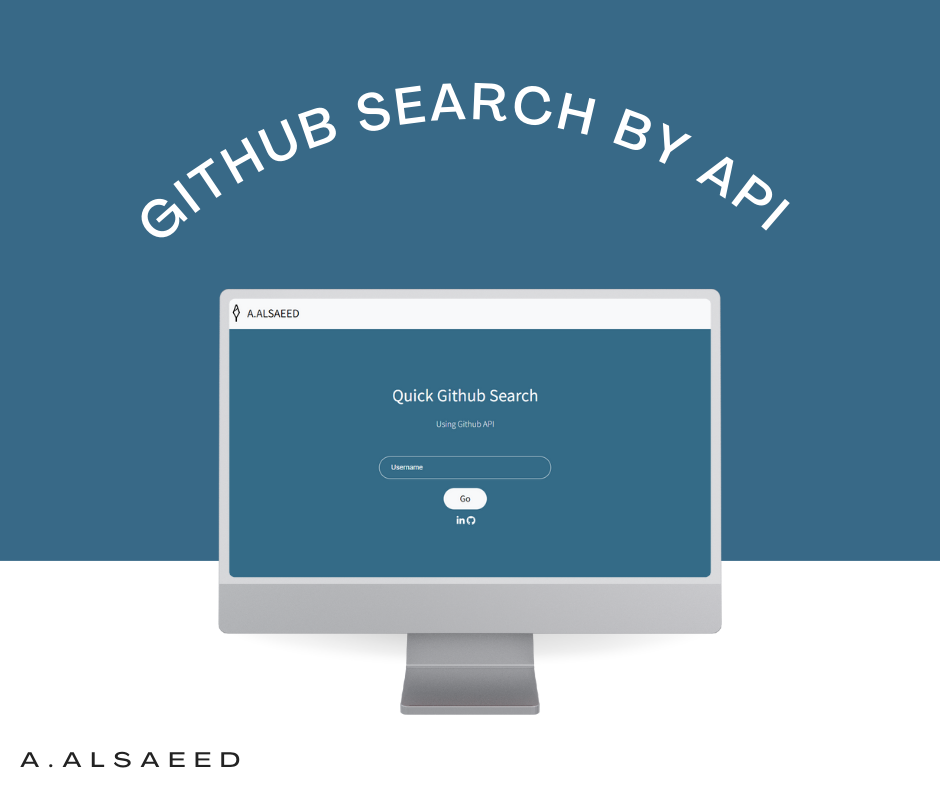 GITHUB SEARCH BY API
A.ALSAEED
Quick Github Search
Using Github API
Username
Go
in
A.ALSAEED